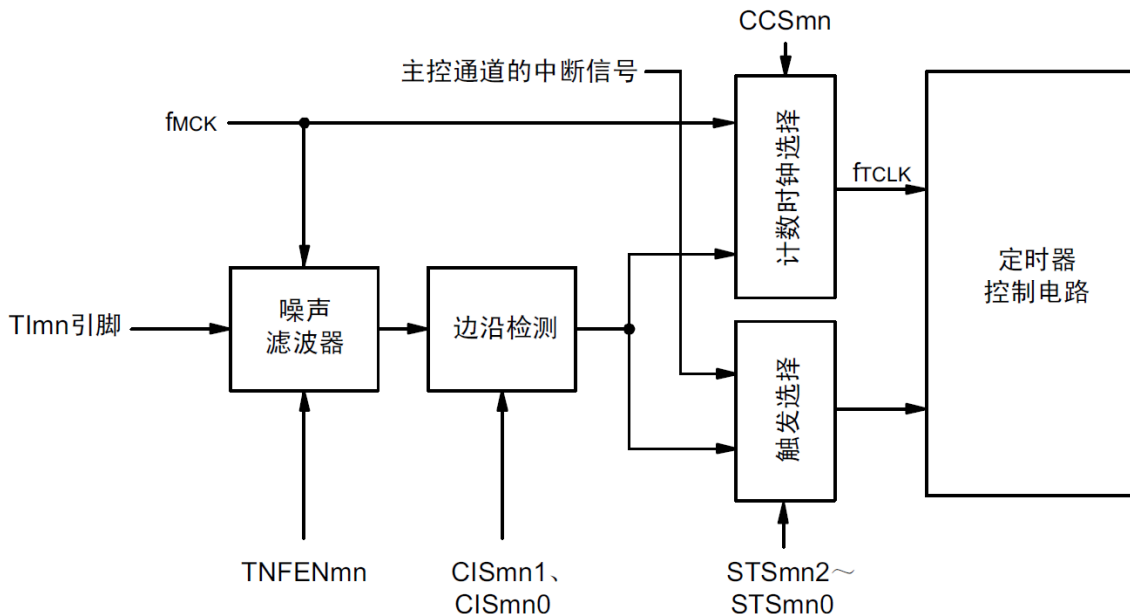 CCSmn
主控通道的中断信号
fMCK
计数时钟选择
fTCLK
定时器
控制电路
TImn引脚
噪声
滤波器
边沿检测
触发选择
TNFENmn
CISmn1、
CISmn0
STSmn2～
STSmn0